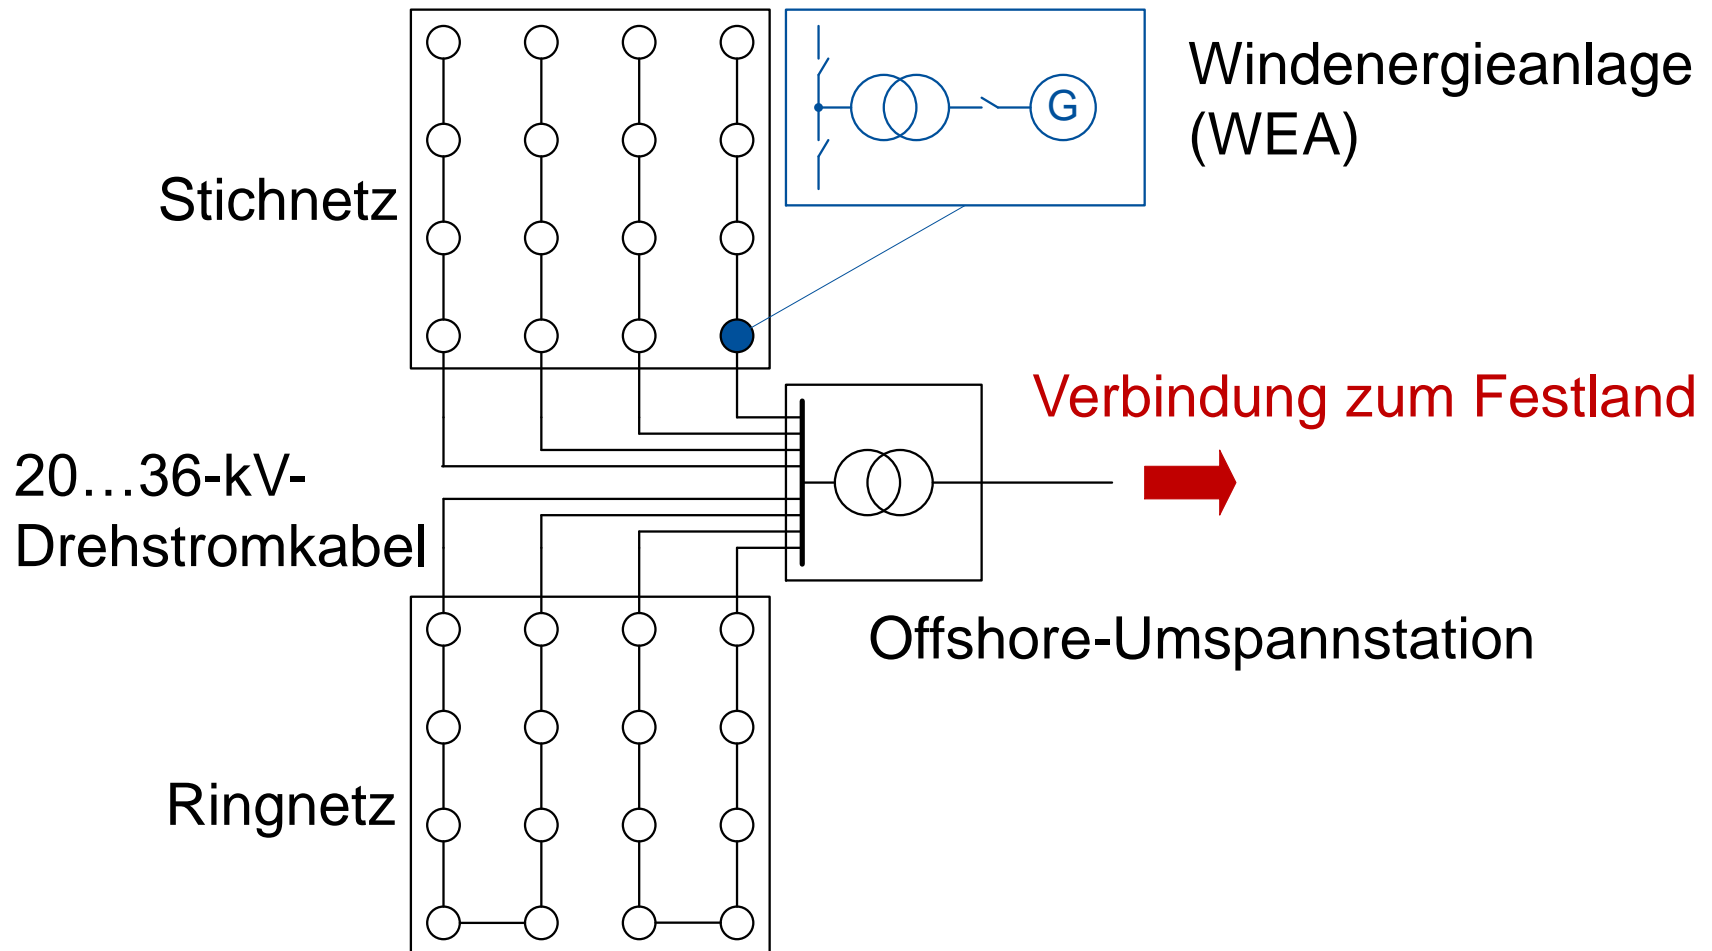 Windenergieanlage
(WEA)
G
Stichnetz
Verbindung zum Festland
20…36-kV-
Drehstromkabel
Offshore-Umspannstation
Ringnetz